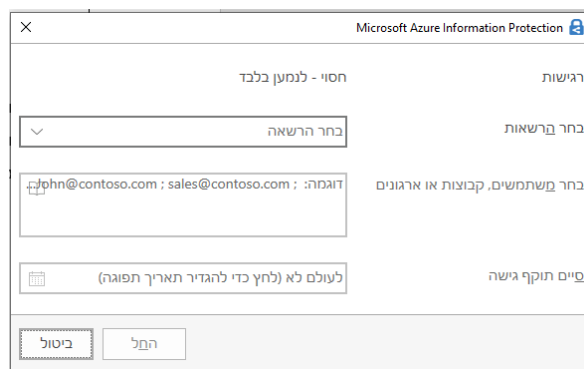 Microsoft Azure Information Protection
רגישות חסוי - לנמען בלבד
בחר הרשאות בחר הרשאה
בחר משתמשים, קבוצות או ארגונים דוגמה: ; john@contoso.com ; sales@contoso.com ...
סיים תוקף גישה לעולם לא (לחץ כדי להגדיר תאריך תפוגה)
החל ביטול